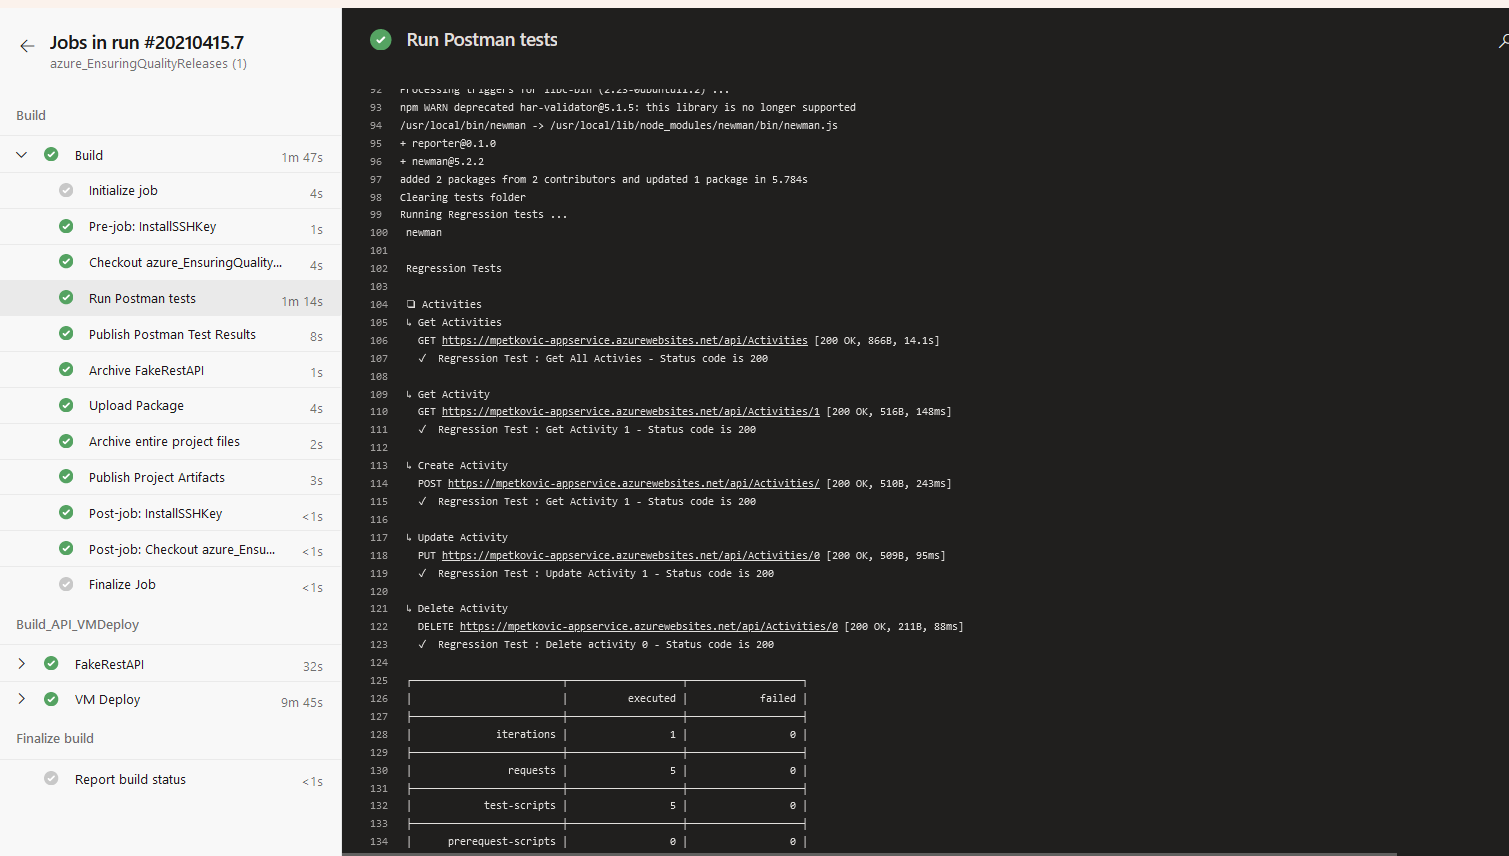 Jobs in run #20210415.7
azure_EnsuringQualityReleases (1)
Build
Build 1m 47s
Initialize job 4s
Pre-job: InstallSSHKey 1s
Checkout azure_EnsuringQuality... 4s
Run Postman tests 1m 14s
Publish Postman Test Results 8s
Archive FakeRestAPI 1s
Upload Package 4s
Archive entire project files 2s
Publish Project Artifacts 3s
Post-job: InstallSSHKey <1s
Post-job: Checkout azure_Ensu... <1s
Finalize Job <1s
Build_API_VMDeploy
FakeRestAPI 32s
VM Deploy 9m 45s
Finalize build
Report build status <1s
Run Postman tests
92 Processing triggers for libc-bin (2.23-0ubuntu11.2) ...
93 npm WARN deprecated har-validator@5.1.5: this library is no longer supported
94 /usr/local/bin/newman -> /usr/local/lib/node_modules/newman/bin/newman.js
95 + reporter@0.1.0
96 + newman@5.2.2
97 added 2 packages from 2 contributors and updated 1 package in 5.784s
98 Clearing tests folder
99 Running Regression tests ...
100 newman
101
102 Regression Tests
103
104 ❏ Activities
105 ↳ Get Activities
106 GET https://mpetkovic-appservice.azurewebsites.net/api/Activities [200 OK, 866B, 14.1s]
107 ✓ Regression Test : Get All Activies - Status code is 200
108
109 ↳ Get Activity
110 GET https://mpetkovic-appservice.azurewebsites.net/api/Activities/1 [200 OK, 516B, 148ms]
111 ✓ Regression Test : Get Activity 1 - Status code is 200
112
113 ↳ Create Activity
114 POST https://mpetkovic-appservice.azurewebsites.net/api/Activities/ [200 OK, 510B, 243ms]
115 ✓ Regression Test : Get Activity 1 - Status code is 200
116
117 ↳ Update Activity
118 PUT https://mpetkovic-appservice.azurewebsites.net/api/Activities/0 [200 OK, 509B, 95ms]
119 ✓ Regression Test : Update Activity 1 - Status code is 200
120
121 ↳ Delete Activity
122 DELETE https://mpetkovic-appservice.azurewebsites.net/api/Activities/0 [200 OK, 211B, 88ms]
123 ✓ Regression Test : Delete activity 0 - Status code is 200
124
125
126 executed failed
127
128 iterations 1 0
129
130 requests 5 0
131
132 test-scripts 5 0
133
134 prerequest-scripts 0 0